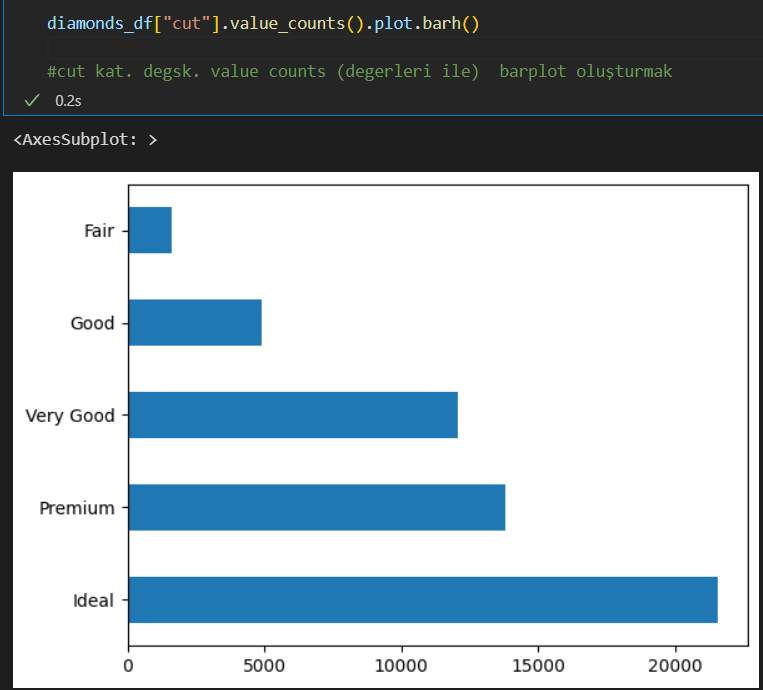 diamonds_df["cut"].value_counts().plot.barh()
#cut kat. degsk. value counts (degerleri ile)  barplot oluşturmak
0.2s
<AxesSubplot: >
Fair
Good
Very Good
Premium
Ideal
0 5000 10000 15000 20000